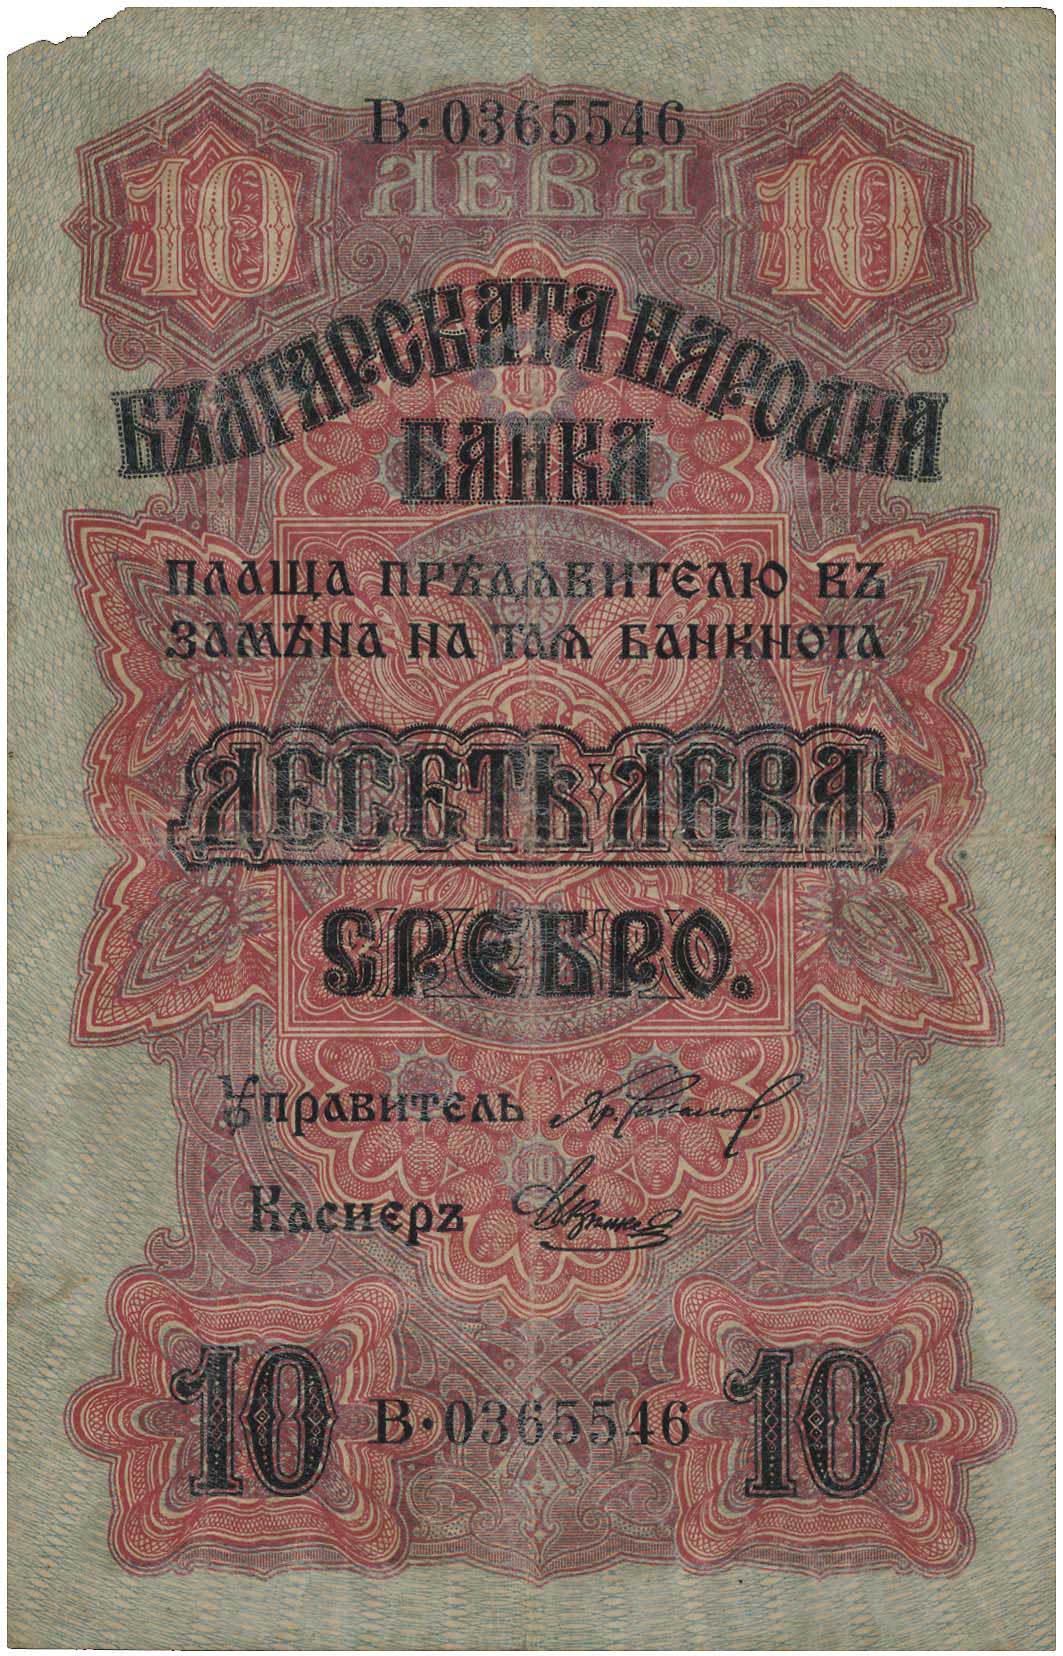 В·0365546
10 ЛЕВА 10
БЪЛГАРСКАТА НАРОДНА
БАНКА
ПЛАЩА ПРѢДЯВИТЕЛЮ ВЪ
ЗАМѢНА НА ТАЯ БАНКНОТА
ДЕСЕТЬ ЛЕВА
СРЕБРО.
Управитель
Касиеръ
10 В·0365546 10